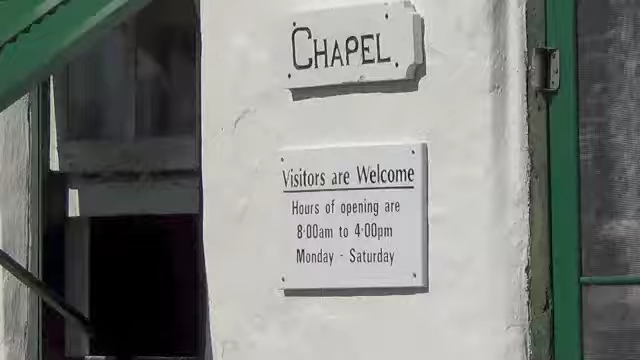 CHAPEL
Visitors are Welcome
Hours of opening are
8:00am to 4:00pm
Monday - Saturday